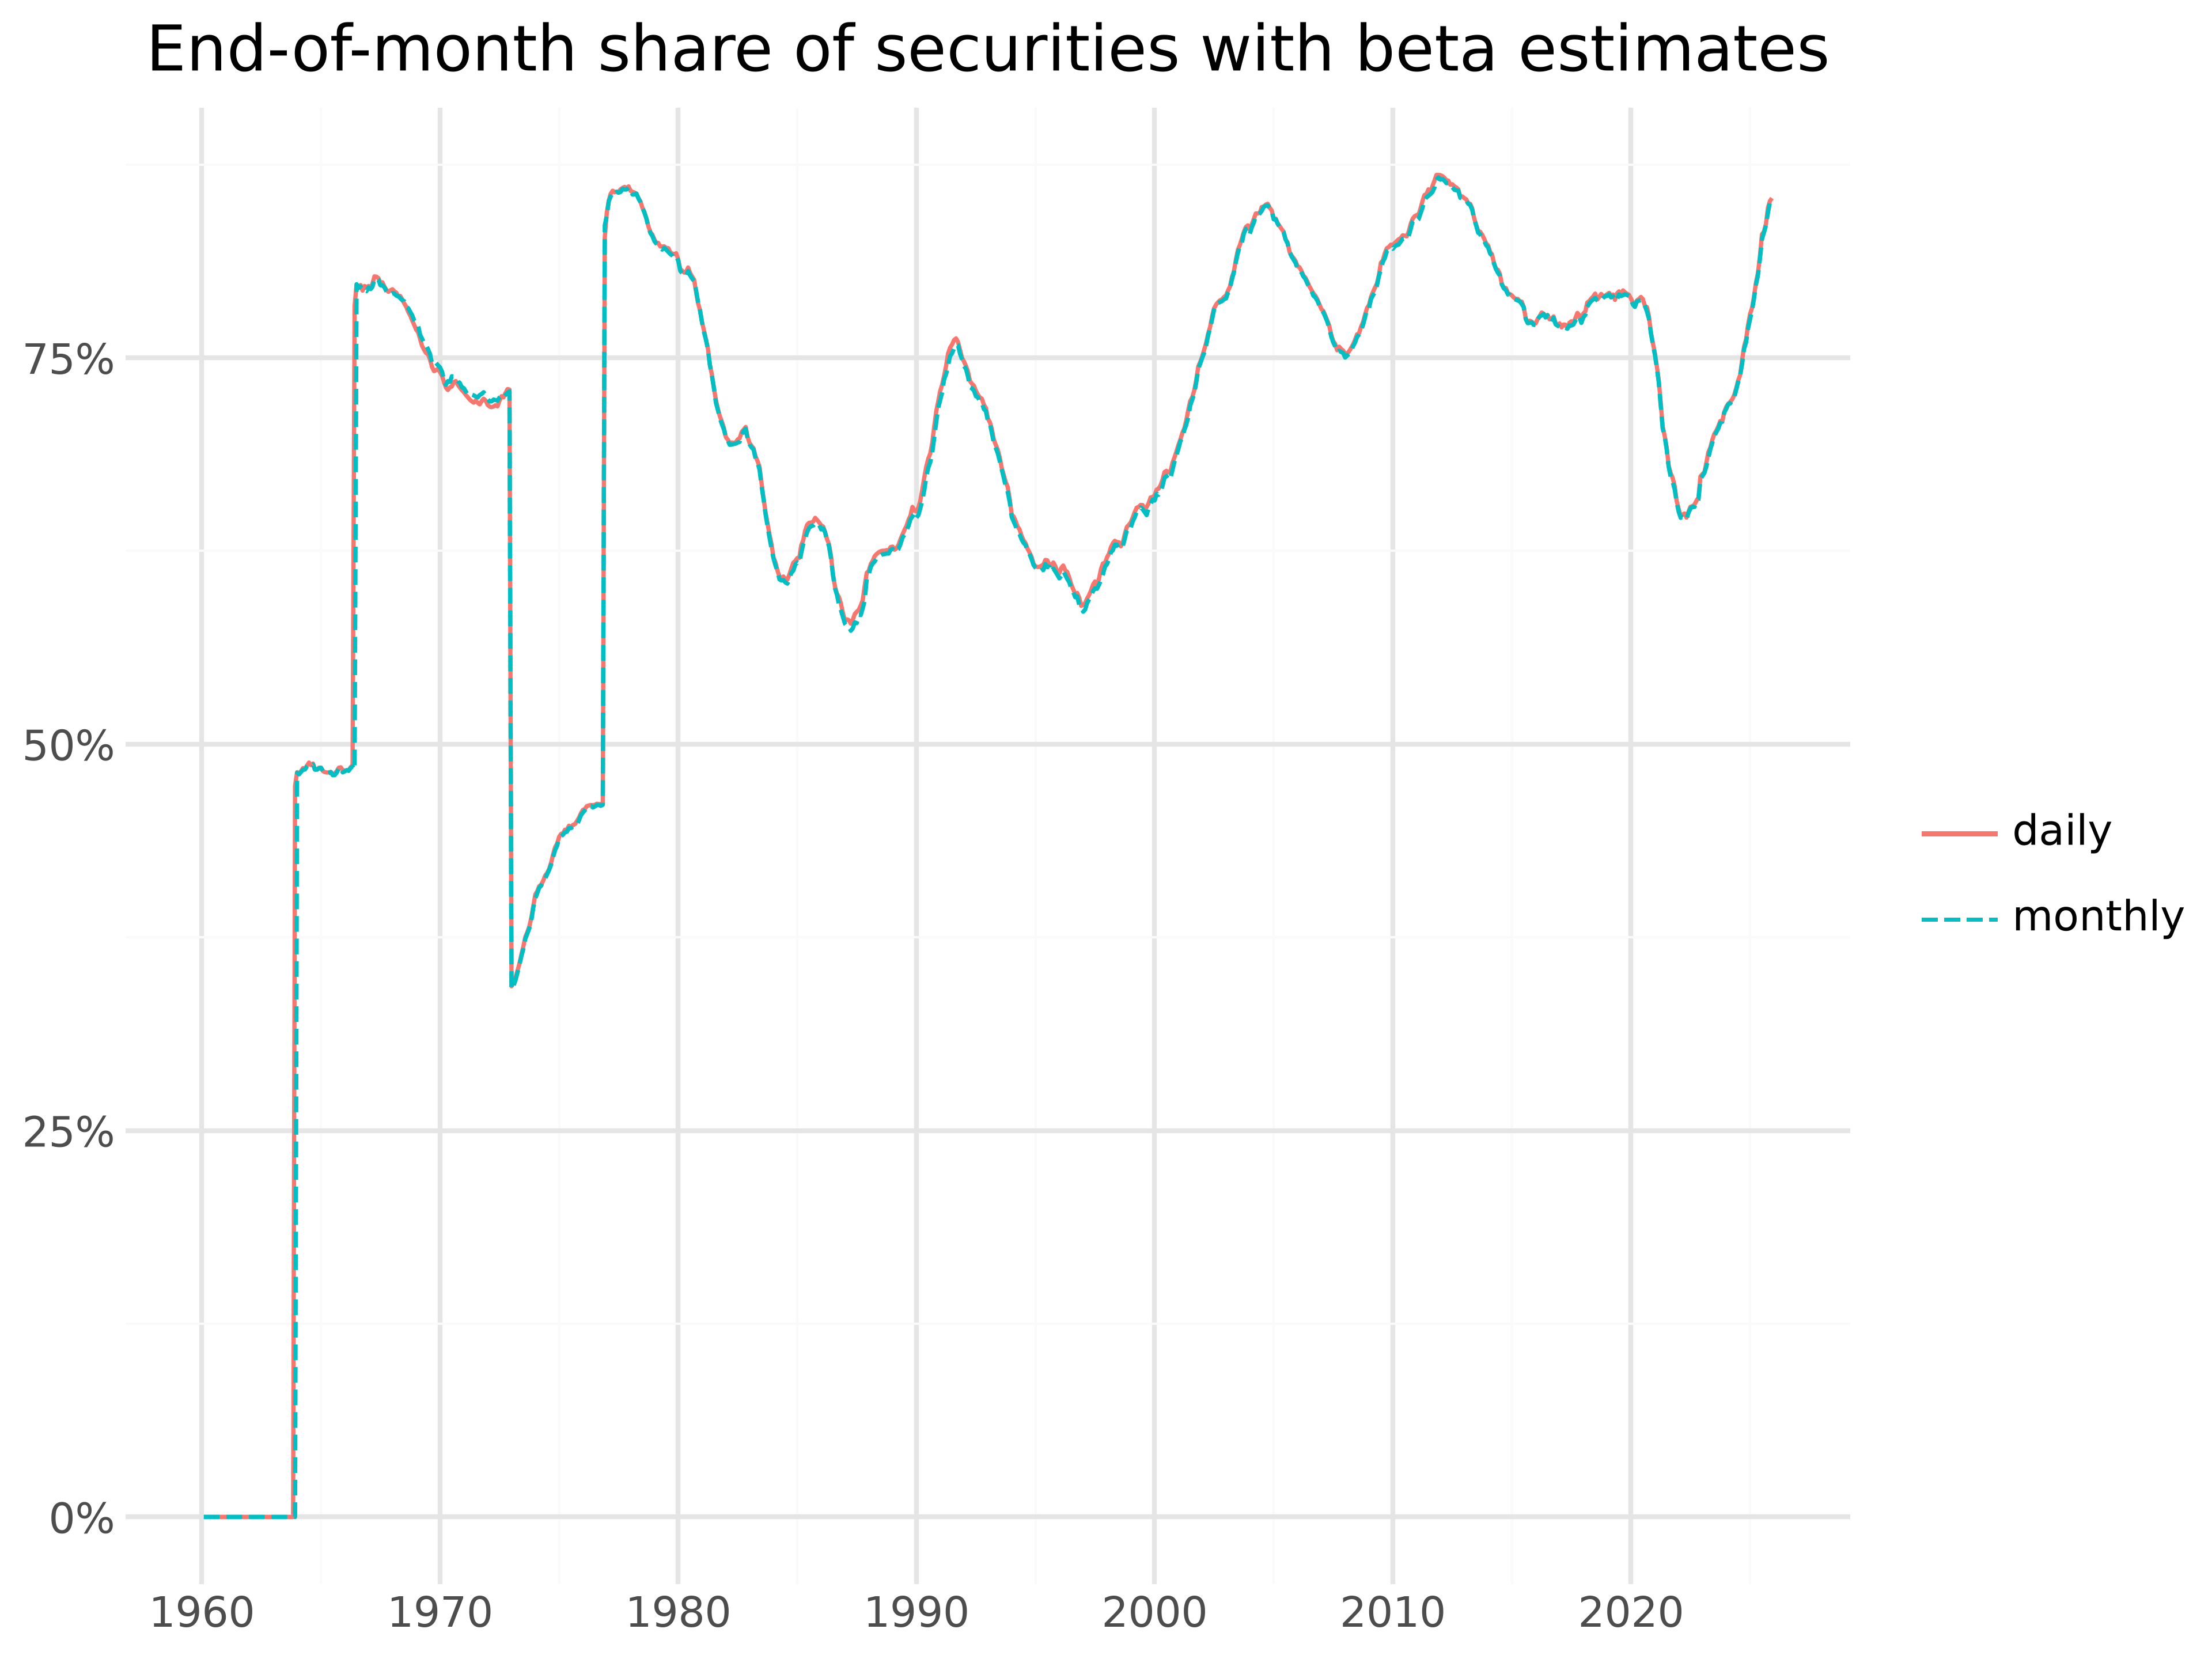 End-of-month share of securities with beta estimates
75%
50%
25%
0%
1960 1970 1980 1990 2000 2010 2020
daily
monthly